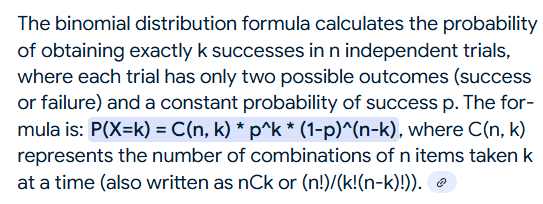 The binomial distribution formula calculates the probability
of obtaining exactly k successes in n independent trials,
where each trial has only two possible outcomes (success
or failure) and a constant probability of success p. The for-
mula is: P(X=k) = C(n, k) * p^k * (1-p)^(n-k), where C(n, k)
represents the number of combinations of n items taken k
at a time (also written as nCk or (n!)/(k!(n-k)!)).